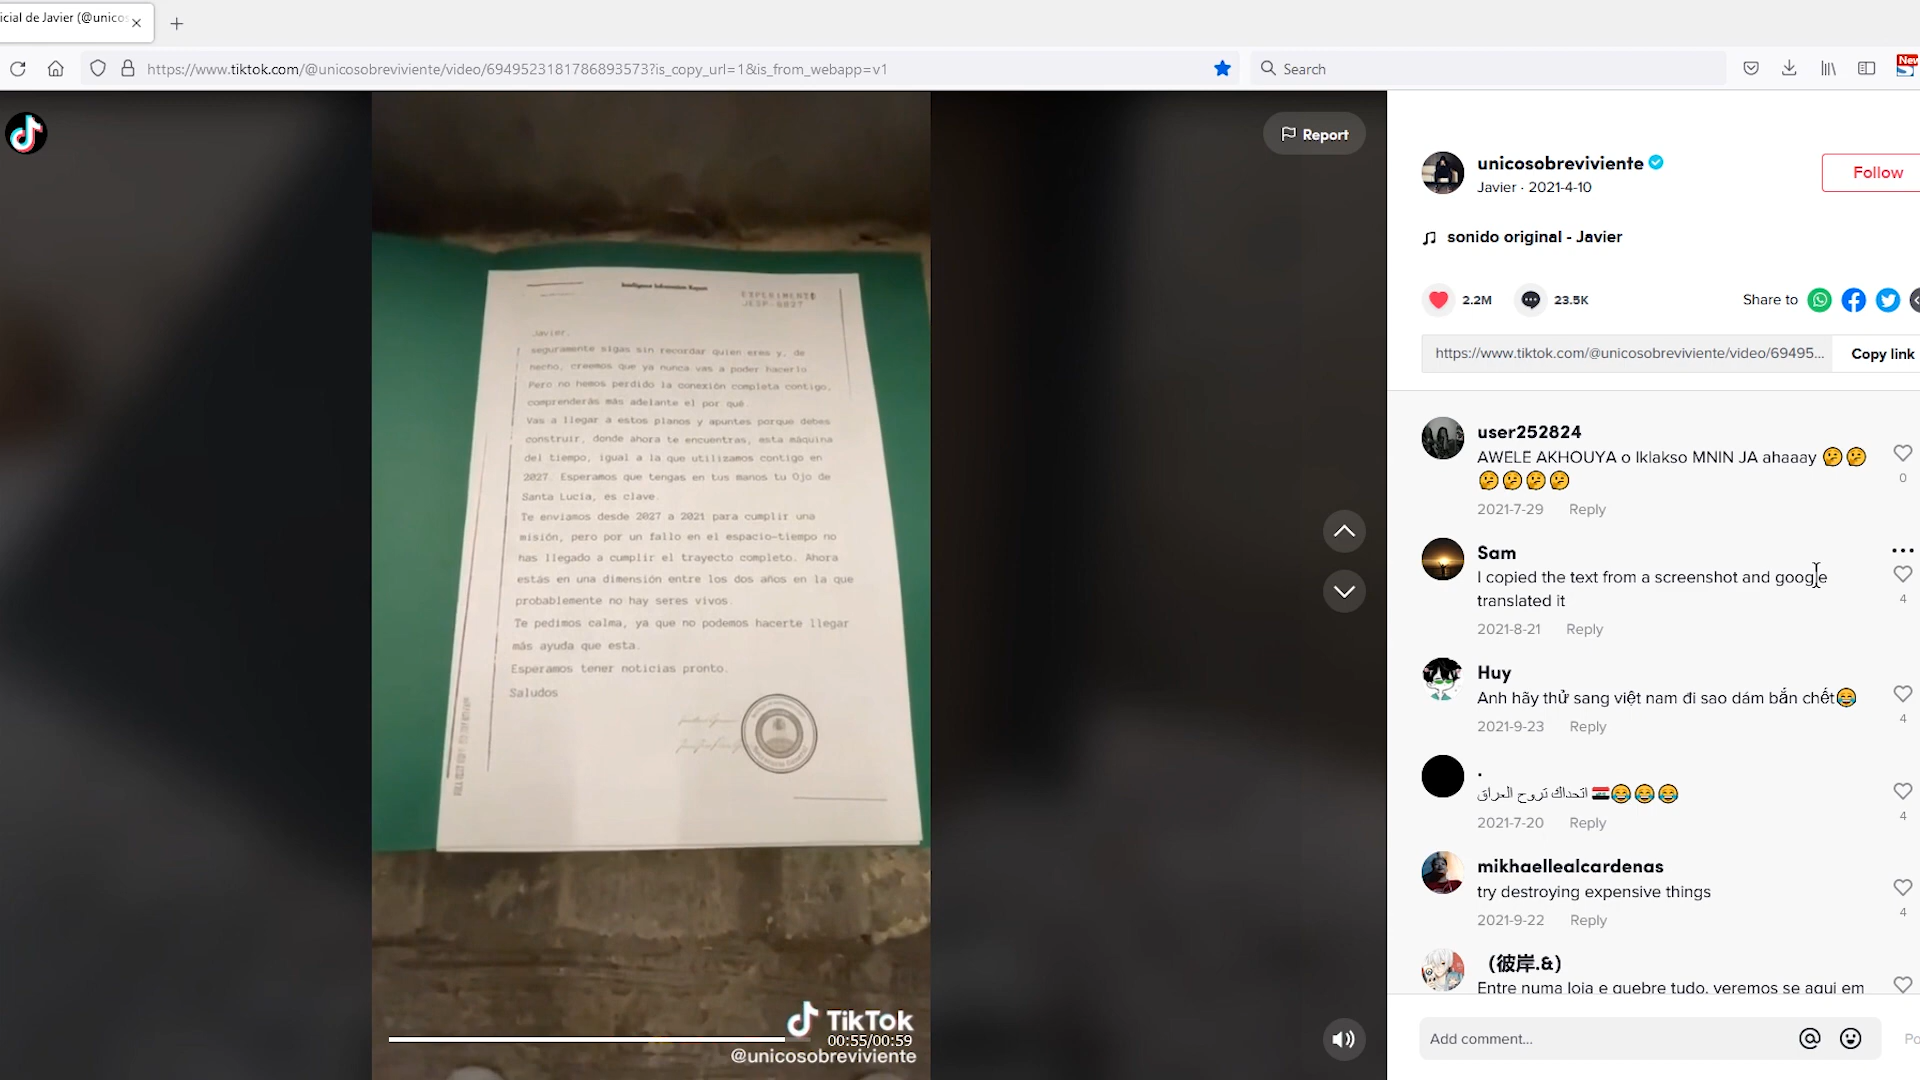 icial de Javier (@unicos
https://www.tiktok.com/@unicosobreviviente/video/6949523181786893573?is_copy_url=1&is_from_webapp=v1
Search
New
Report
Intelligence Information Report
EXPERIMENTO
JESP-6827
Javier,
seguramente sigas sin recordar quien eres y, de
hecho, creemos que ya nunca vas a poder hacerlo
Pero no hemos perdido la conexión completa contigo,
comprenderás más adelante el por qué.
Vas a llegar a estos planos y apuntes porque debes
construir, donde ahora te encuentras, esta máquina
del tiempo, igual a la que utilizamos contigo en
2027. Esperamos que tengas en tus manos tu Ojo de
Santa Lucía, es clave.
Te enviamos desde 2027 a 2021 para cumplir una
misión, pero por un fallo en el espacio-tiempo no
has llegado a cumplir el trayecto completo. Ahora
estás en una dimensión entre los dos años en la que
probablemente no hay seres vivos.
Te pedimos calma, ya que no podemos hacerte llegar
más ayuda que esta.
Esperamos tener noticias pronto.
Saludos
TikTok
00:55/00:59
@unicosobreviviente
unicosobreviviente
Follow
Javier · 2021-4-10
sonido original - Javier
2.2M
23.5K
Share to
https://www.tiktok.com/@unicosobreviviente/video/69495...
Copy link
user252824
AWELE AKHOUYA o lklakso MNIN JA ahaaay 🤔🤔
🤔🤔🤔🤔
0
2021-7-29 Reply
Sam
I copied the text from a screenshot and google
translated it
4
2021-8-21 Reply
Huy
Anh hãy thử sang việt nam đi sao dám bắn chết😂
4
2021-9-23 Reply
.
اتحداك تروح العراق 🇮🇶😂😂😂
4
2021-7-20 Reply
mikhaellealcardenas
try destroying expensive things
4
2021-9-22 Reply
（彼岸.&）
Entre numa loja e quebre tudo, veremos se aqui em
Add comment...
Po